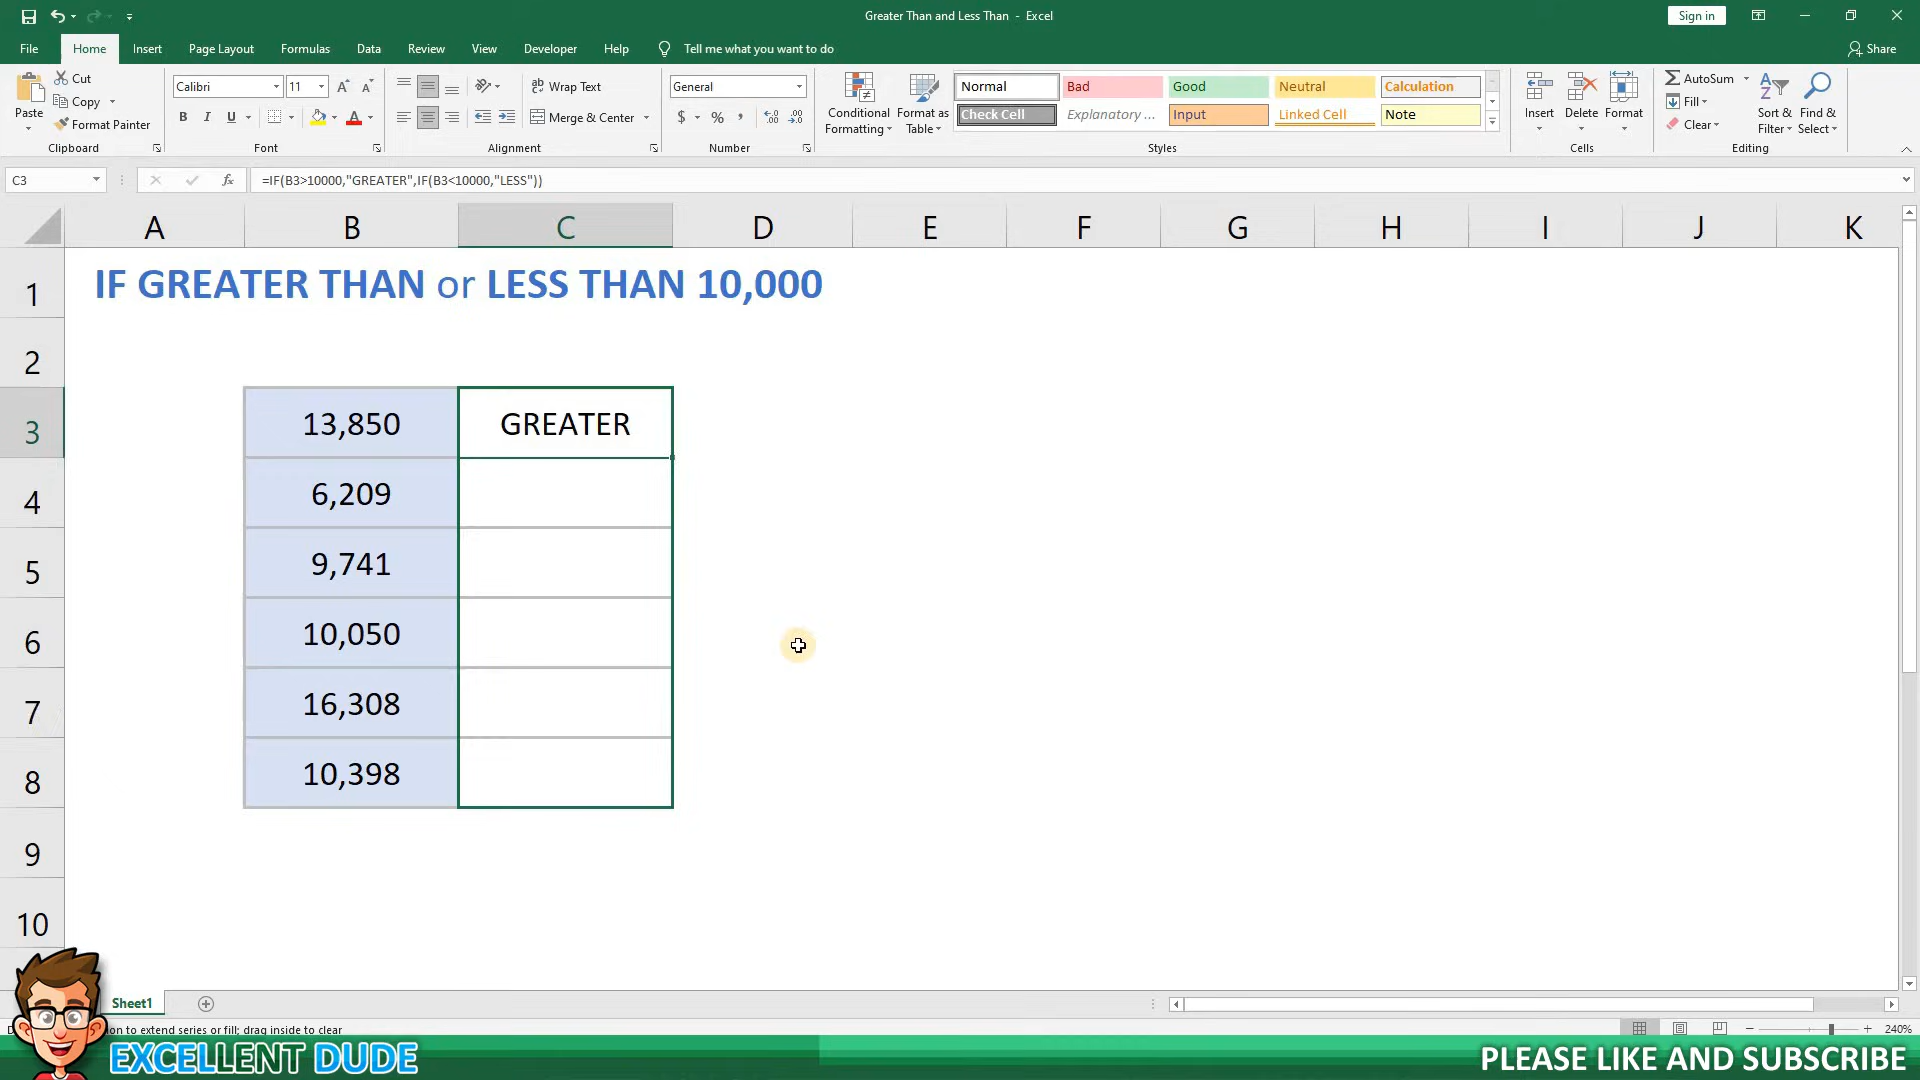 Greater Than and Less Than - Excel
Sign in
File Home Insert Page Layout Formulas Data Review View Developer Help Tell me what you want to do Share
Paste
Cut
Copy
Format Painter
Clipboard
Calibri 11
B I U
Font
Wrap Text
Merge & Center
Alignment
General
$ % ,
Number
Conditional Formatting
Format as Table
Normal Bad Good Neutral Calculation
Check Cell Explanatory ... Input Linked Cell Note
Styles
Insert Delete Format
Cells
AutoSum
Fill
Clear
Sort & Filter
Find & Select
Editing
C3 fx =IF(B3>10000,"GREATER",IF(B3<10000,"LESS"))
A B C D E F G H I J K
1 IF GREATER THAN or LESS THAN 10,000
2
3 13,850 GREATER
4 6,209
5 9,741
6 10,050
7 16,308
8 10,398
9
10
Sheet1
on to extend series or fill; drag inside to clear
240%
EXCELLENT DUDE
PLEASE LIKE AND SUBSCRIBE